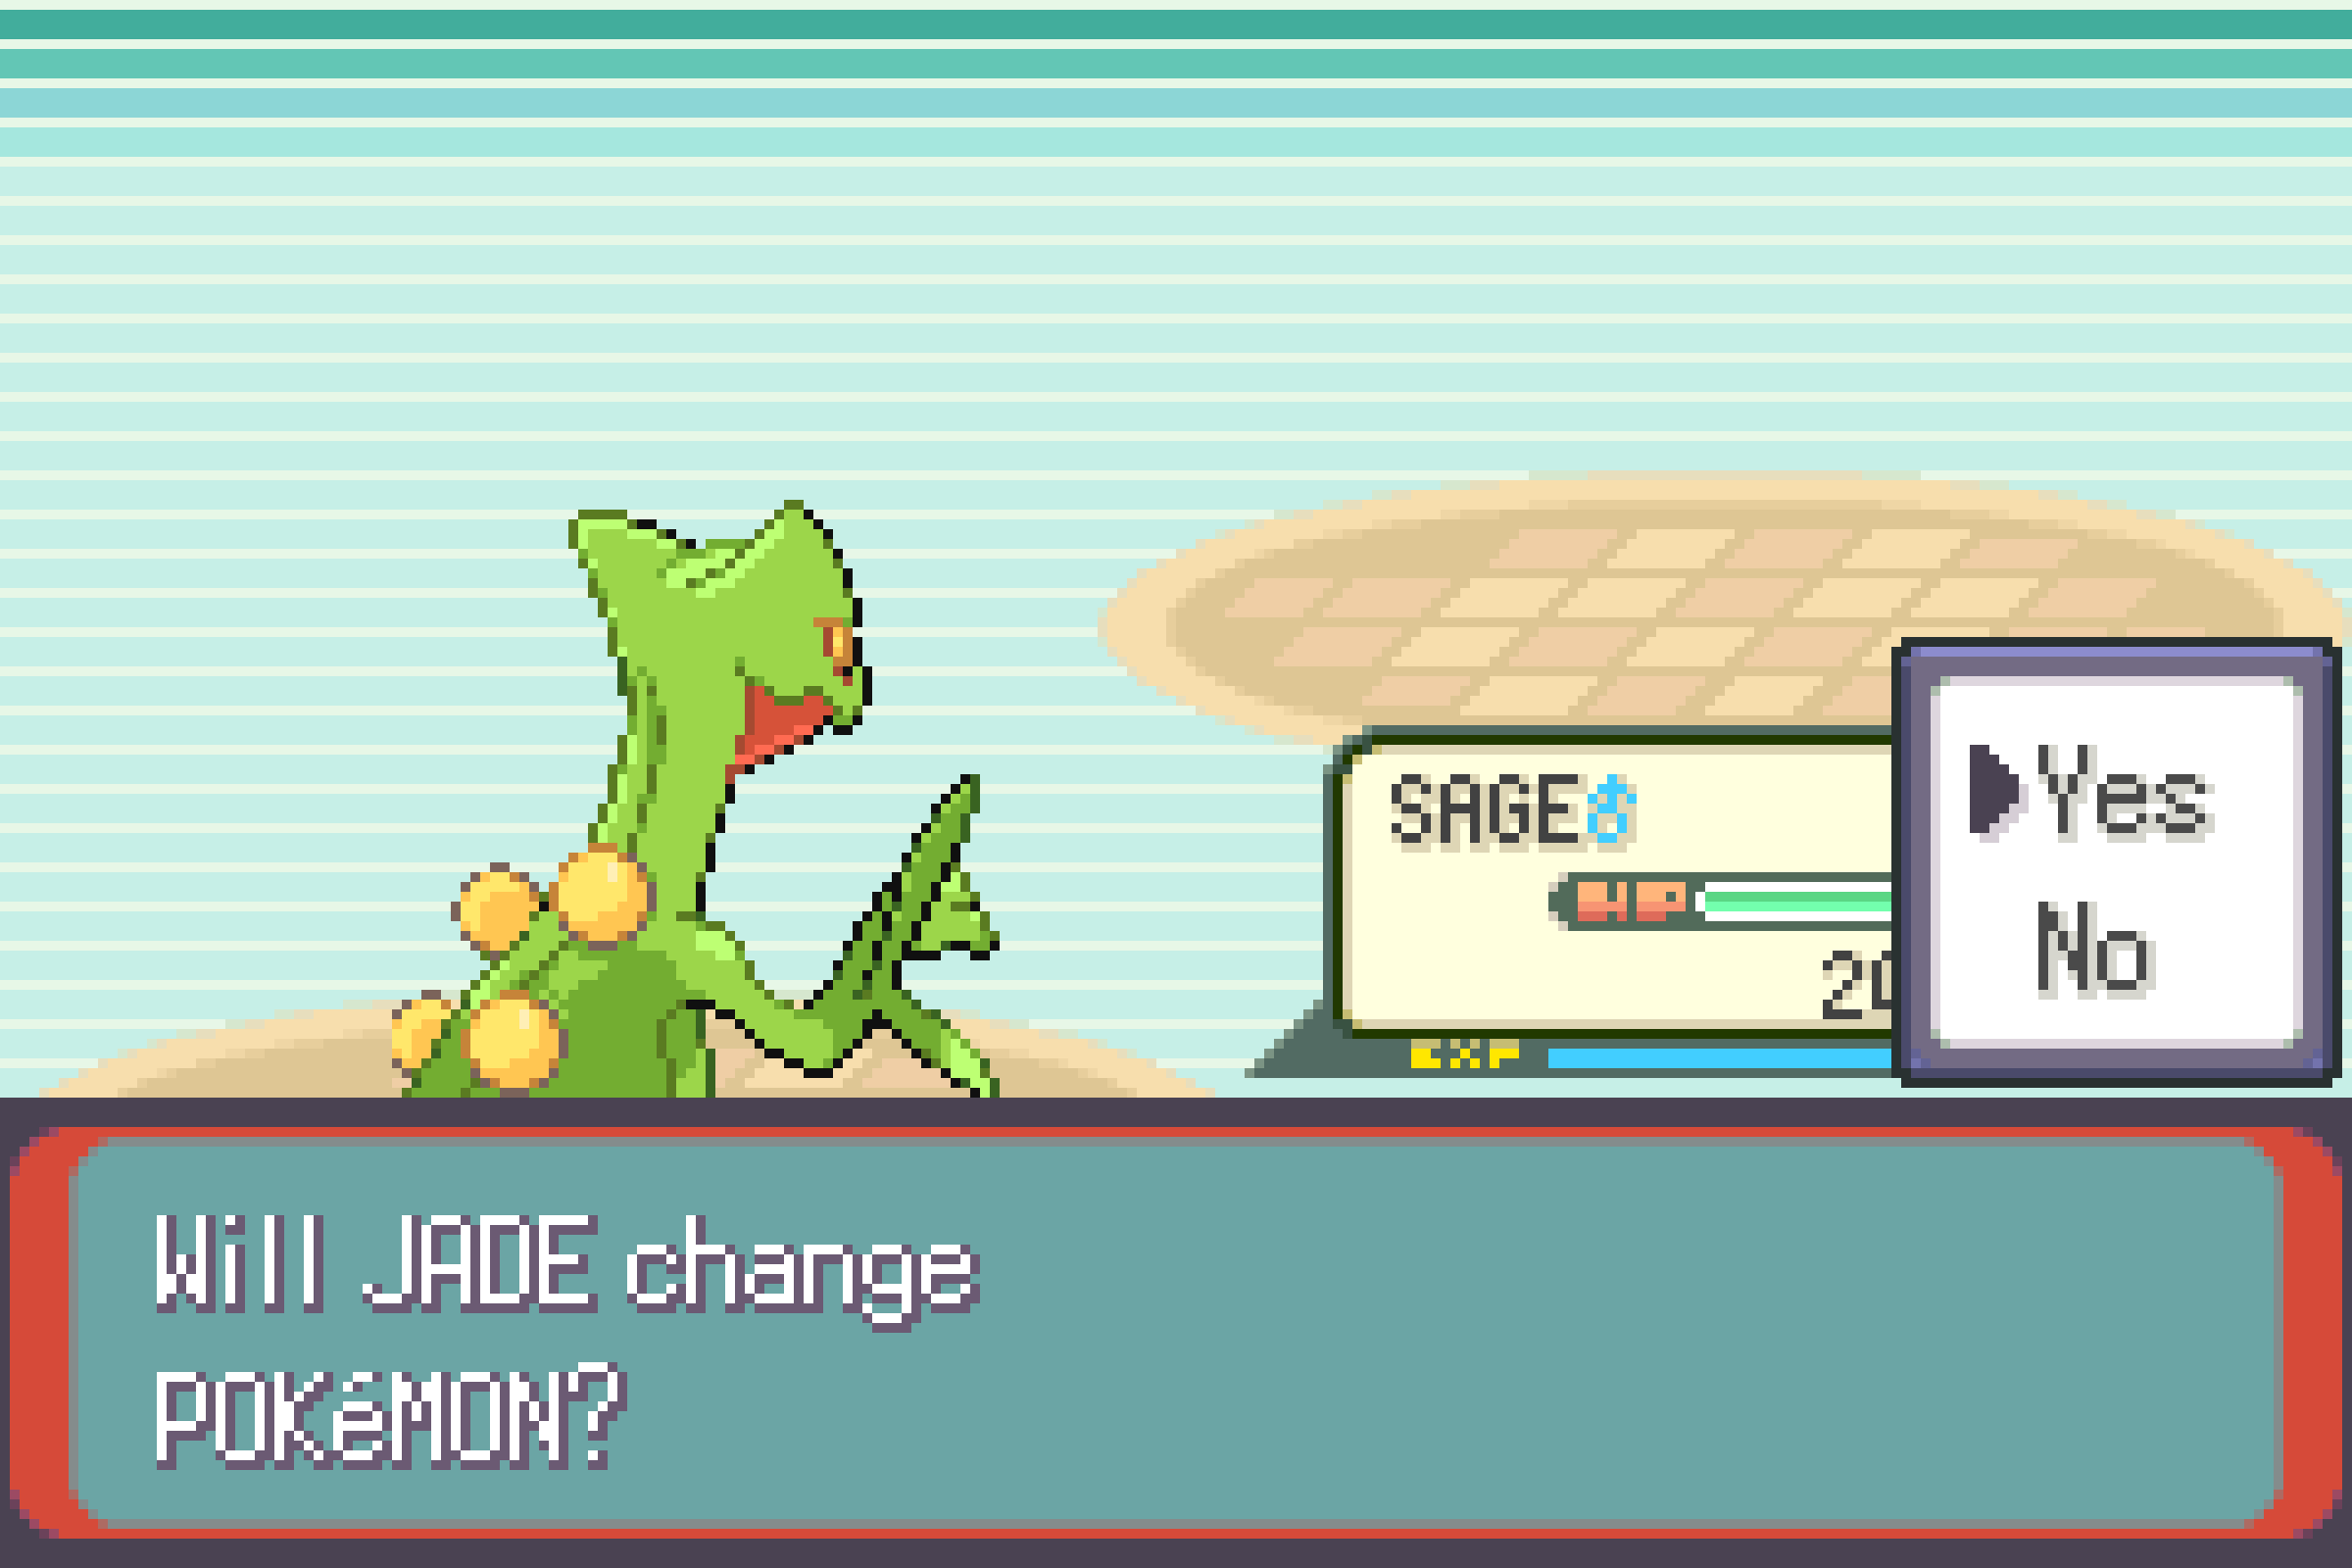 SAGE♂
HP
20
EXP
Yes
No
Will JADE change
POKéMON?